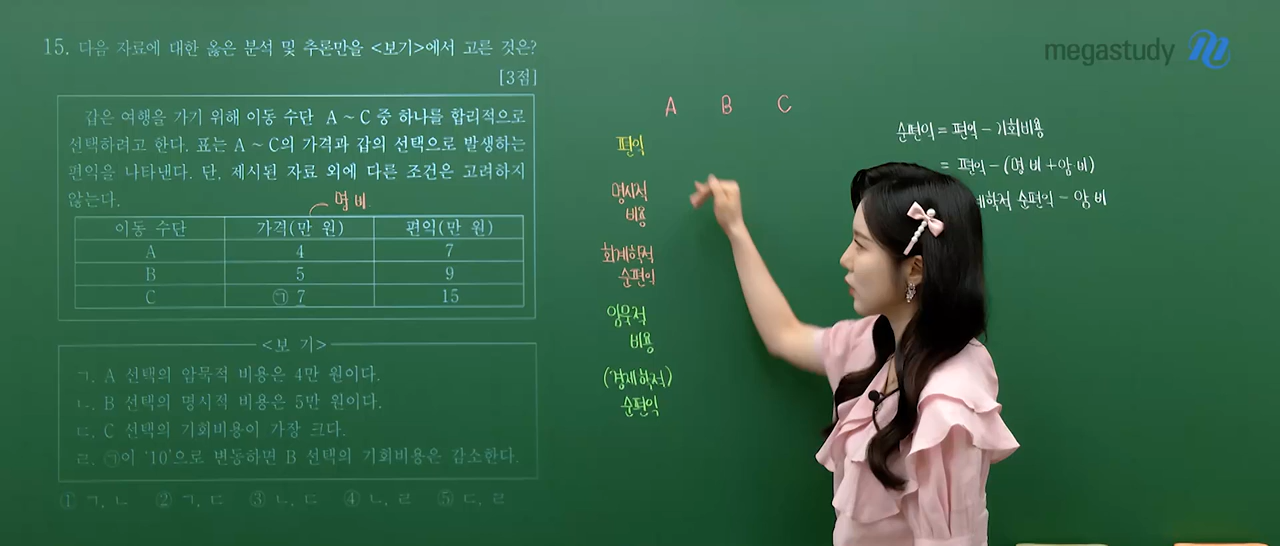 15. 다음 자료에 대한 옳은 분석 및 추론만을 <보기>에서 고른 것은?
[3점]
갑은 여행을 가기 위해 이동 수단 A ~ C 중 하나를 합리적으로
선택하려고 한다. 표는 A ~ C의 가격과 갑의 선택으로 발생하는
편익을 나타낸다. 단, 제시된 자료 외에 다른 조건은 고려하지
않는다.
명 비
이동 수단 가격(만 원) 편익(만 원)
A 4 7
B 5 9
C ㉠ 7 15
<보 기>
ㄱ. A 선택의 암묵적 비용은 4만 원이다.
ㄴ. B 선택의 명시적 비용은 5만 원이다.
ㄷ. C 선택의 기회비용이 가장 크다.
ㄹ. ㉠이 ‘10’으로 변동하면 B 선택의 기회비용은 감소한다.
① ㄱ, ㄴ ② ㄱ, ㄷ ③ ㄴ, ㄷ ④ ㄴ, ㄹ ⑤ ㄷ, ㄹ
A B C
편익
명시적
비용
회계학적
순편익
암묵적
비용
(경제학적)
순편익
순편익 = 편익 - 기회비용
= 편익 - (명 비 + 암 비)
계학적 순편익 - 암 비
megastudy